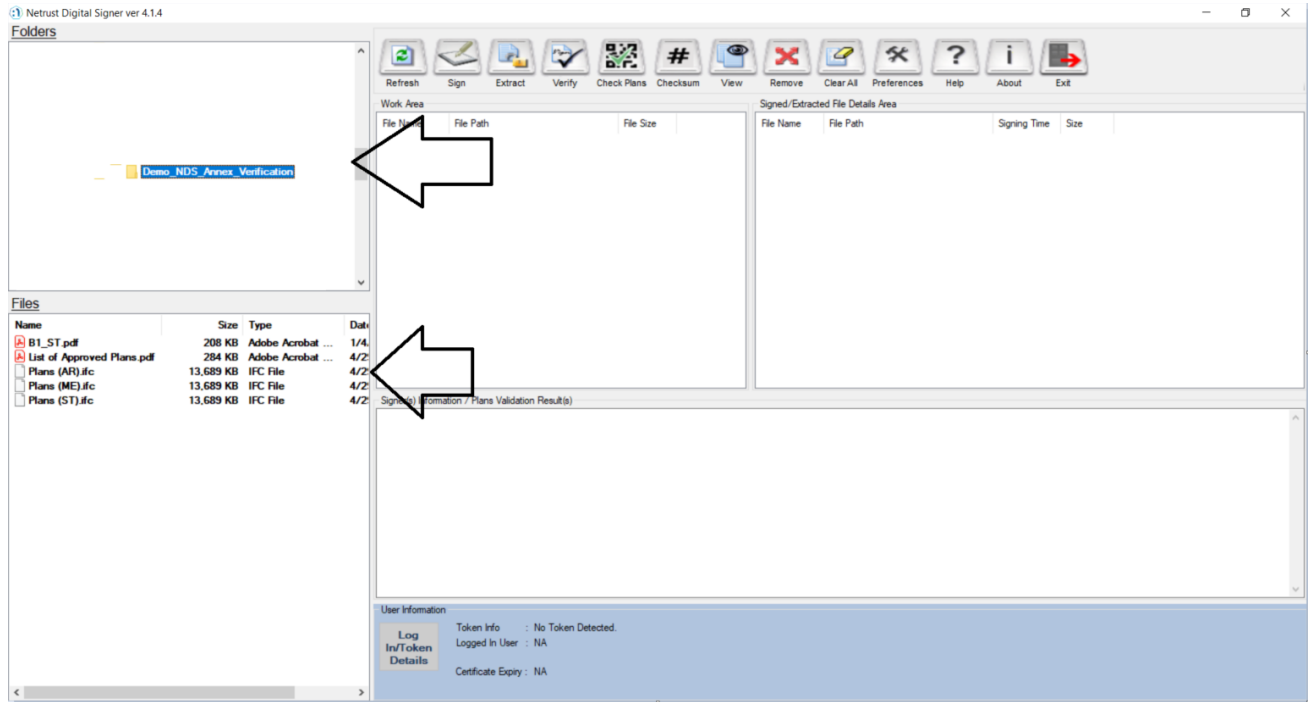 Netrust Digital Signer ver 4.1.4
Folders
Refresh Sign Extract Verify Check Plans Checksum View Remove Clear All Preferences Help About Exit
Work Area
File Path File Size
Signed/Extracted File Details Area
File Name File Path Signing Time Size
Demo_NDS_Annex_Verification
Files
Name Size Type
B1_ST.pdf 208 KB Adobe Acrobat ... 1/4.
List of Approved Plans.pdf 284 KB Adobe Acrobat ...
Plans (AR).ifc 13,689 KB IFC File
Plans (ME).ifc 13,689 KB IFC File
Plans (ST).ifc 13,689 KB IFC File
/ Plans Validation Result(s)
User Information
Log
In/Token
Details
Token Info : No Token Detected.
Logged In User : NA
Certificate Expiry : NA